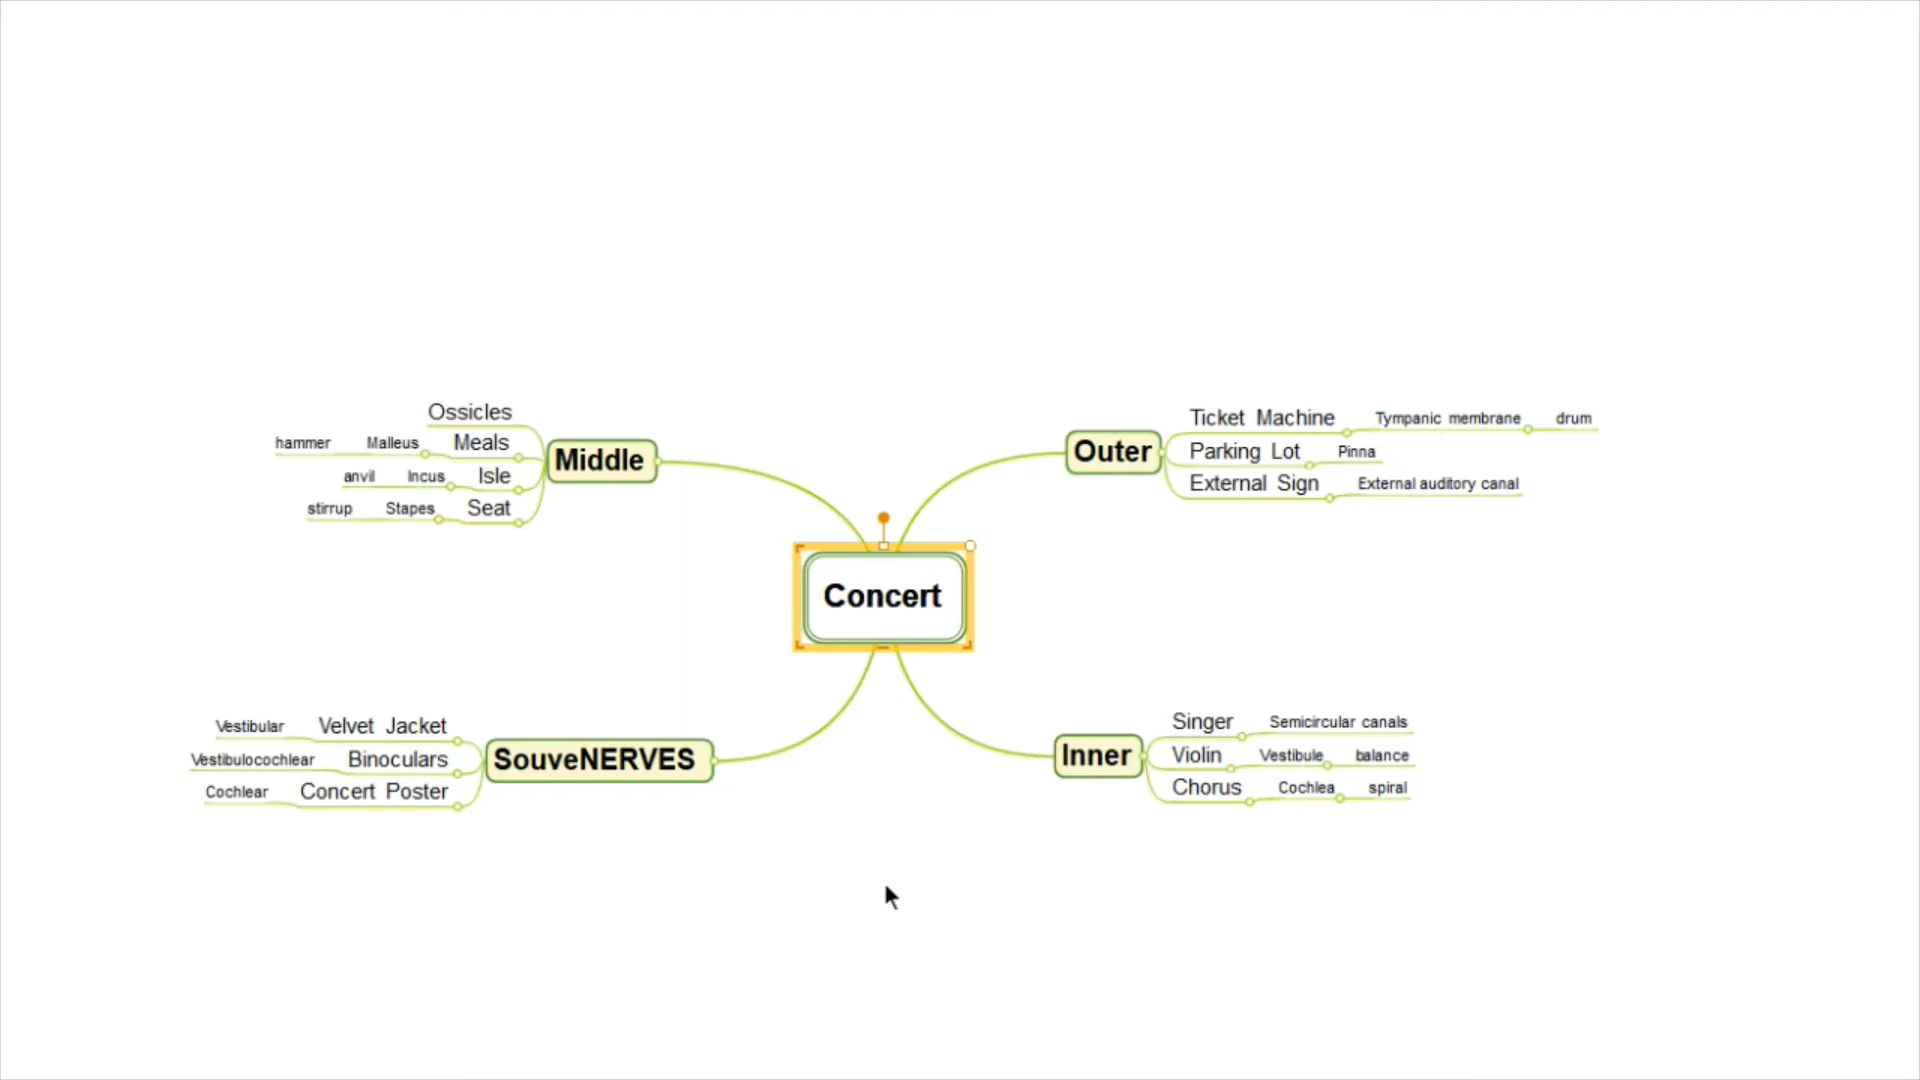 Concert
Outer
Ticket Machine Tympanic membrane drum
Parking Lot Pinna
External Sign External auditory canal
Inner
Singer Semicircular canals
Violin Vestibule balance
Chorus Cochlea spiral
SouveNERVES
Vestibular Velvet Jacket
Vestibulocochlear Binoculars
Cochlear Concert Poster
Middle
Ossicles
hammer Malleus Meals
anvil Incus Isle
stirrup Stapes Seat